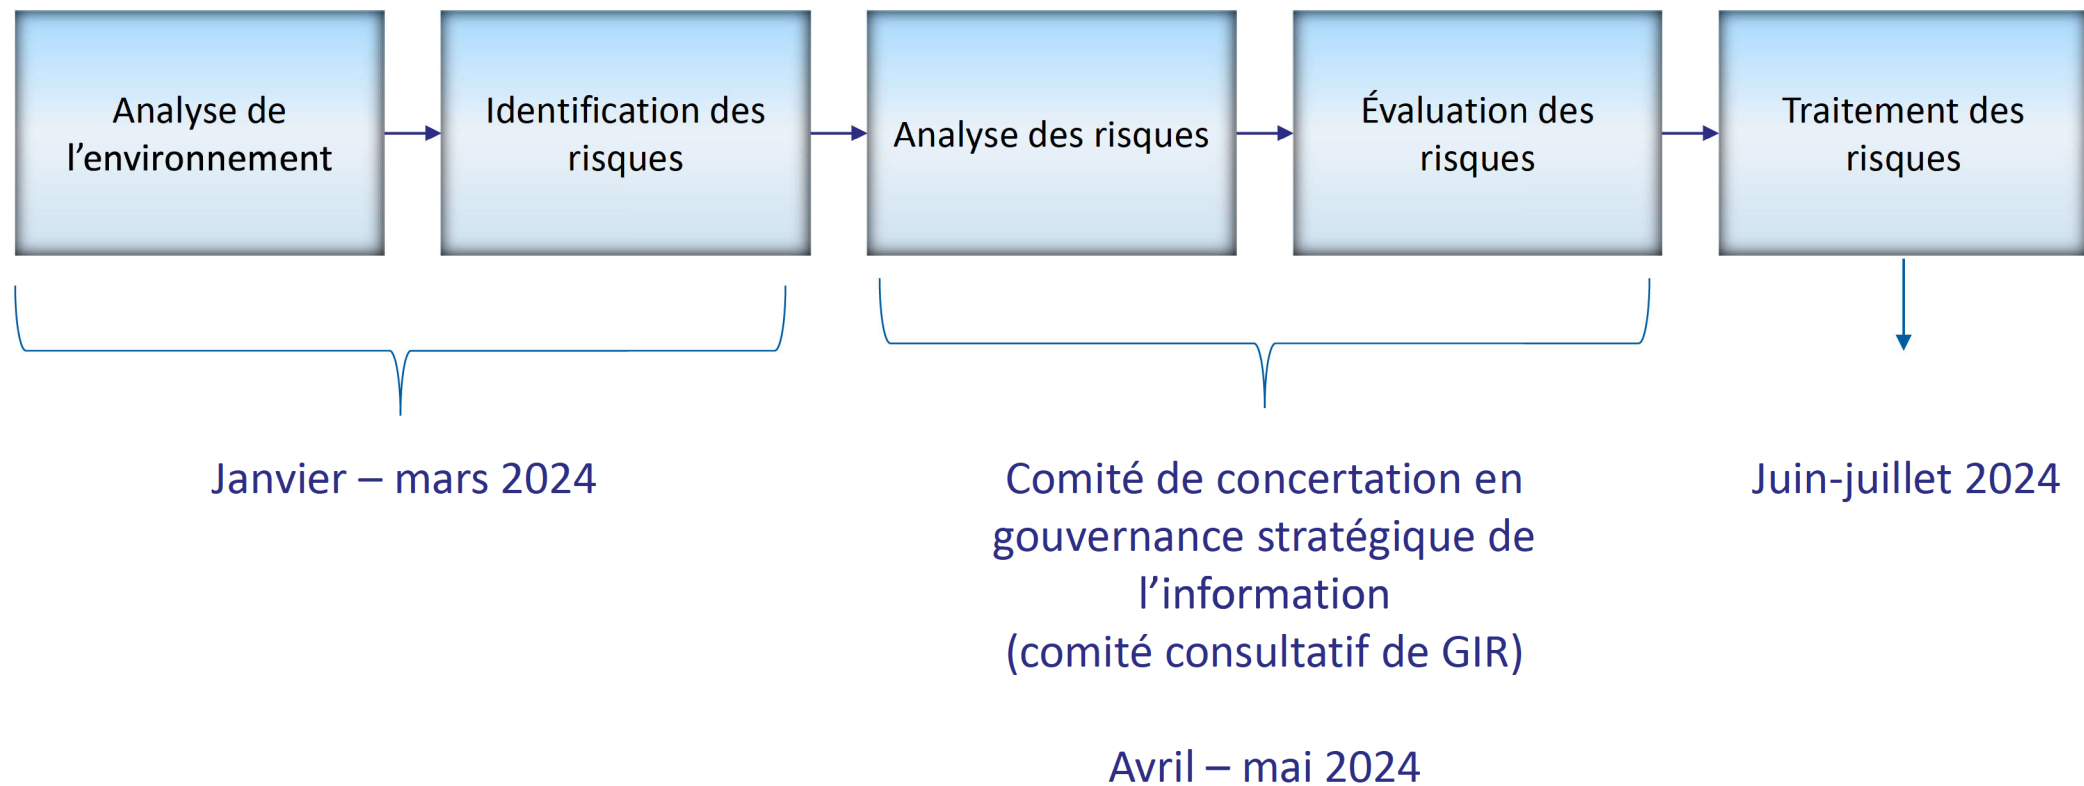 Analyse de
l’environnement
Identification des
risques
Analyse des risques
Évaluation des
risques
Traitement des
risques
Janvier – mars 2024
Comité de concertation en
gouvernance stratégique de
l’information
(comité consultatif de GIR)
Avril – mai 2024
Juin-juillet 2024